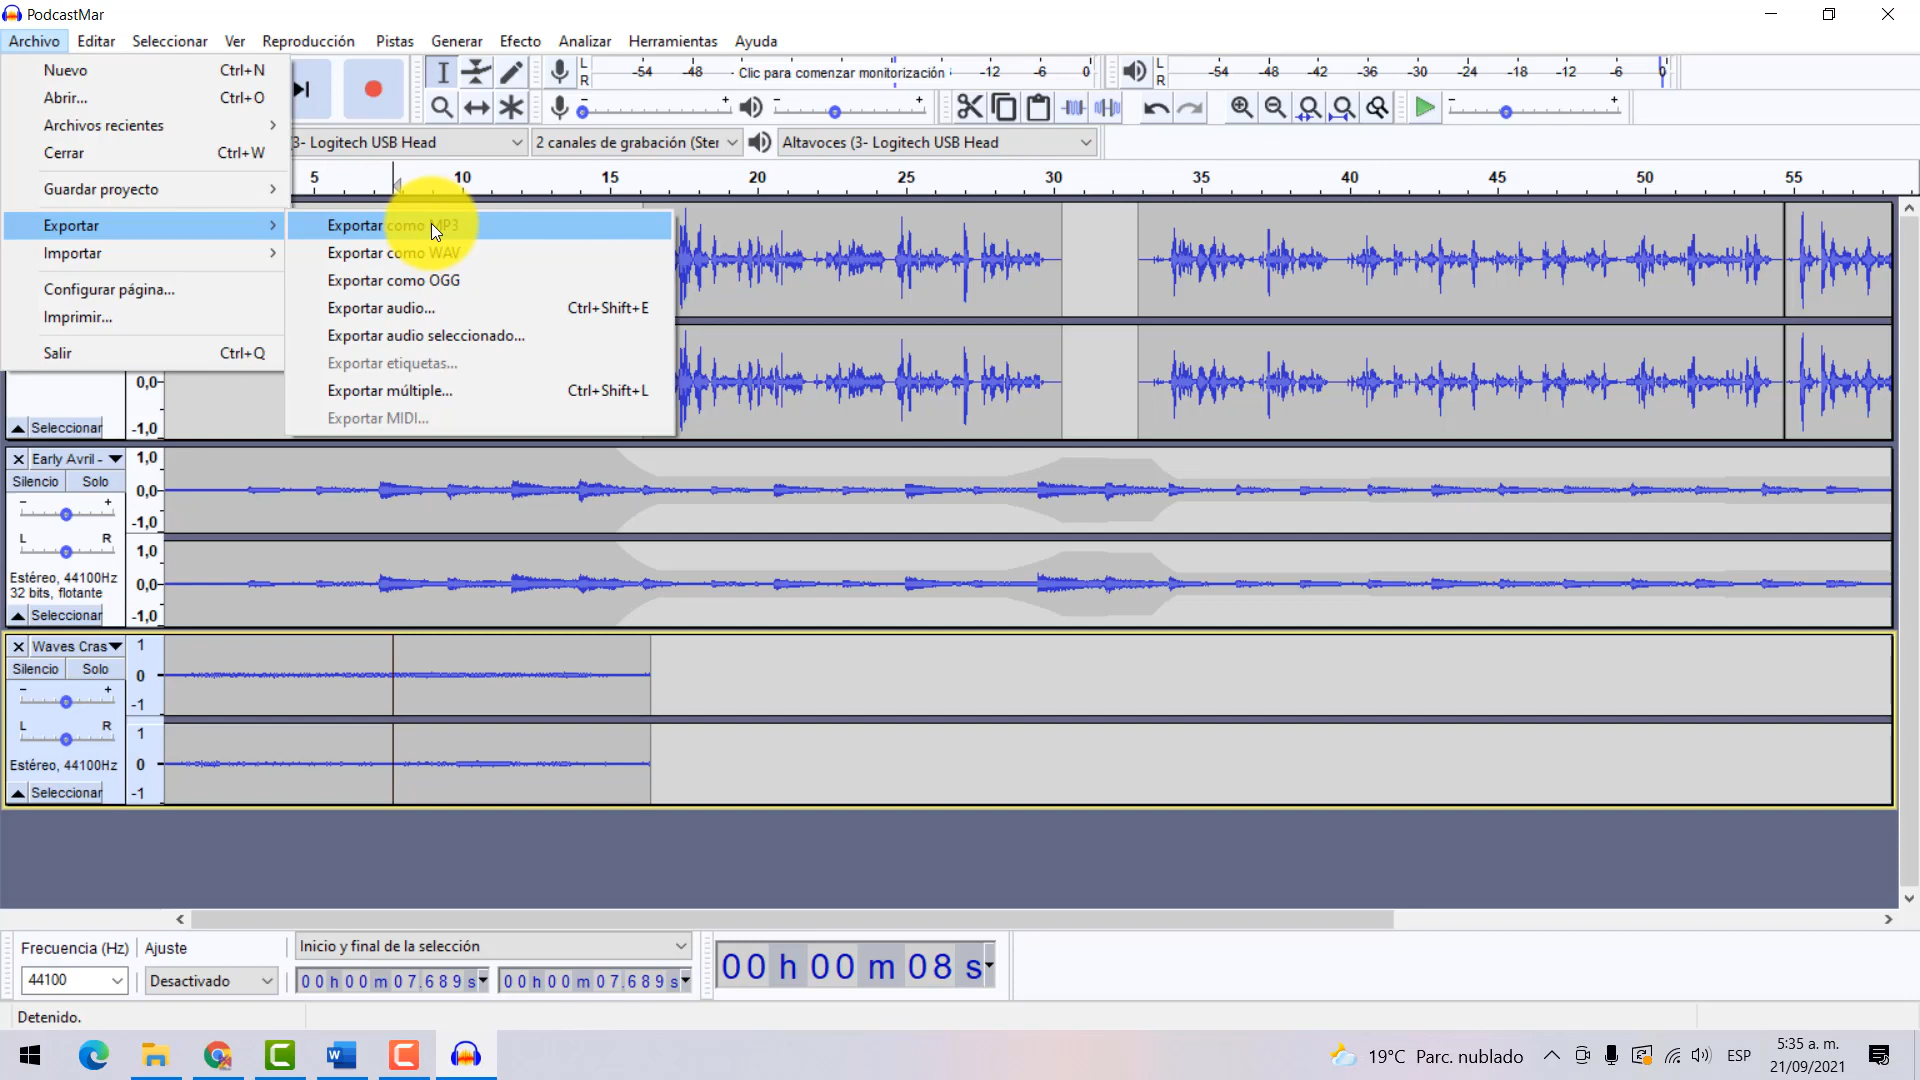 PodcastMar
Archivo Editar Seleccionar Ver Reproducción Pistas Generar Efecto Analizar Herramientas Ayuda
Nuevo Ctrl+N
Abrir... Ctrl+O
Archivos recientes
Cerrar Ctrl+W
Guardar proyecto
Exportar
Importar
Configurar página...
Imprimir...
Salir Ctrl+Q
Exportar como MP3
Exportar como WAV
Exportar como OGG
Exportar audio... Ctrl+Shift+E
Exportar audio seleccionado...
Exportar etiquetas...
Exportar múltiple... Ctrl+Shift+L
Exportar MIDI...
L R -54 -48 - Clic para comenzar monitorización -12 -6 0
L R -54 -48 -42 -36 -30 -24 -18 -12 -6 0
- + - + - +
3- Logitech USB Head 2 canales de grabación (Ster Altavoces (3- Logitech USB Head
5 10 15 20 25 30 35 40 45 50 55
0,0-
Seleccionar -1,0
Early Avril - 1,0
Silencio Solo
- + 0,0-
-1,0
L R
1,0
Estéreo, 44100Hz 0,0-
32 bits, flotante
Seleccionar -1,0
Waves Cras 1
Silencio Solo 0
- + -1
L R 1
Estéreo, 44100Hz 0
Seleccionar -1
Frecuencia (Hz) Ajuste Inicio y final de la selección
44100 Desactivado 00 h 00 m 07.689 s 00 h 00 m 07.689 s
00 h 00 m 08 s
Detenido.
19°C Parc. nublado ESP 5:35 a. m.
21/09/2021